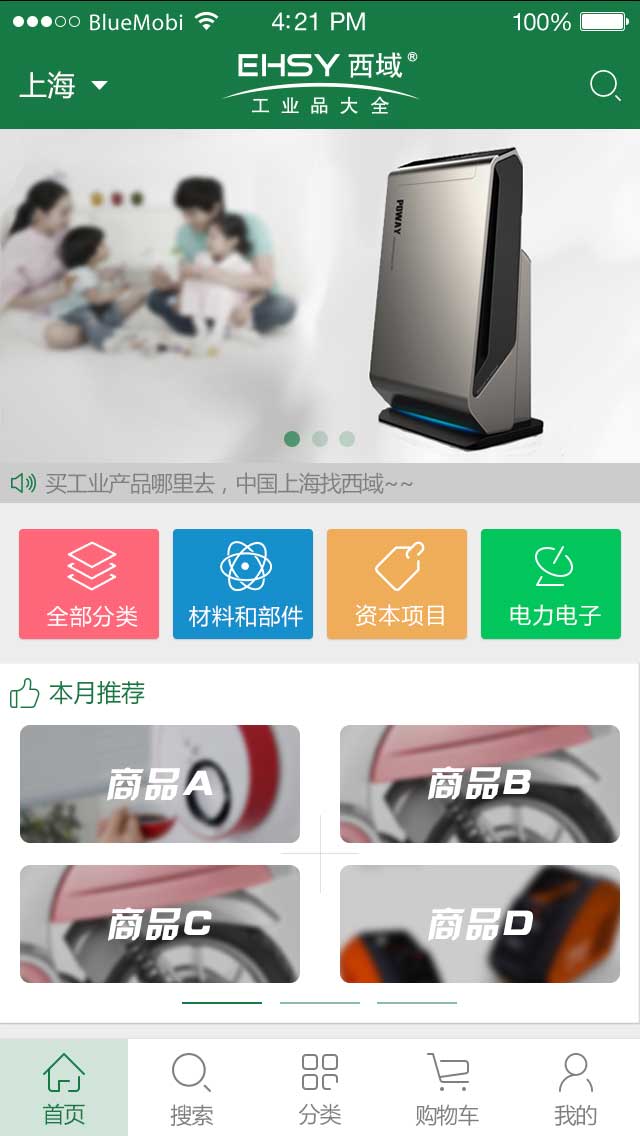 BlueMobi 4:21 PM 100%
上海
EHSY 西域®
工业品大全
POWAY
买工业产品哪里去，中国上海找西域~~
全部分类 材料和部件 资本项目 电力电子
本月推荐
商品A 商品B
商品C 商品D
首页 搜索 分类 购物车 我的